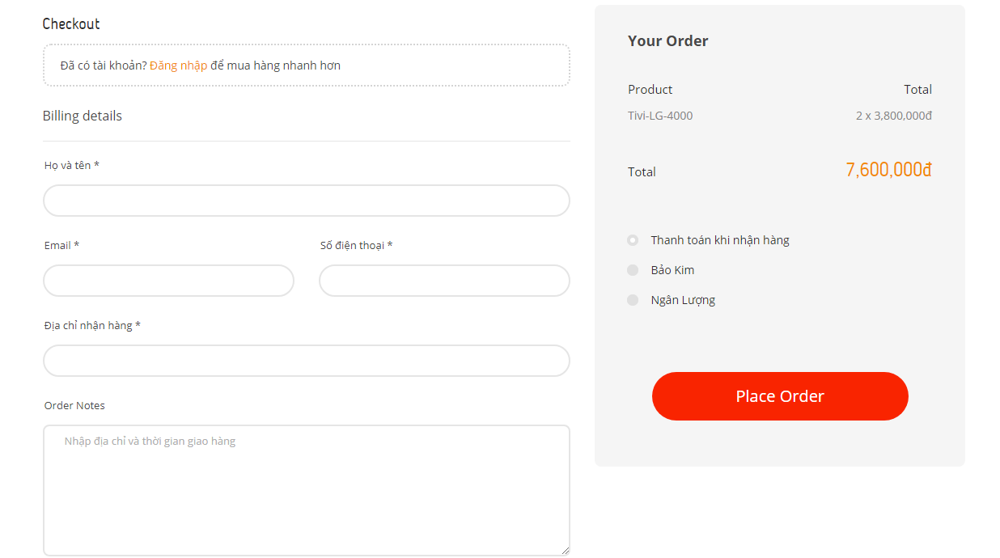 Checkout
Đã có tài khoản? Đăng nhập để mua hàng nhanh hơn
Billing details
Họ và tên *
Email * Số điện thoại *
Địa chỉ nhận hàng *
Order Notes
Nhập địa chỉ và thời gian giao hàng
Your Order
Product Total
Tivi-LG-4000 2 x 3,800,000đ
Total 7,600,000đ
Thanh toán khi nhận hàng
Bảo Kim
Ngân Lượng
Place Order